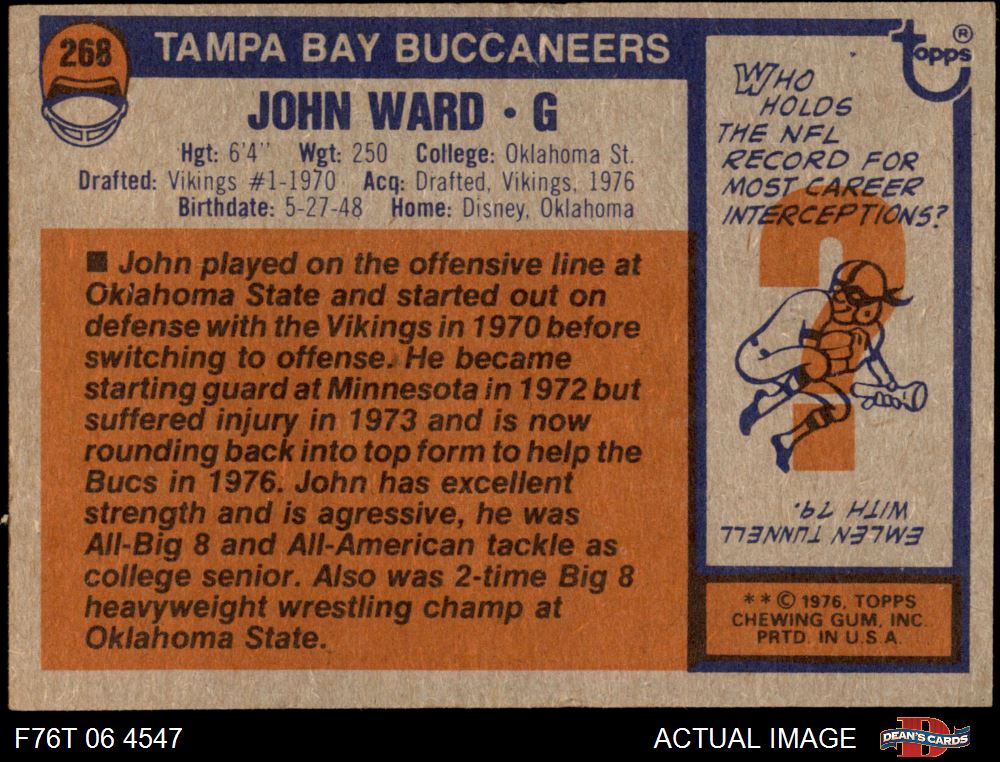 268
TAMPA BAY BUCCANEERS
JOHN WARD • G
Hgt: 6'4" Wgt: 250 College: Oklahoma St.
Drafted: Vikings #1-1970 Acq: Drafted, Vikings, 1976
Birthdate: 5-27-48 Home: Disney, Oklahoma
■ John played on the offensive line at
Oklahoma State and started out on
defense with the Vikings in 1970 before
switching to offense. He became
starting guard at Minnesota in 1972 but
suffered injury in 1973 and is now
rounding back into top form to help the
Bucs in 1976. John has excellent
strength and is agressive, he was
All-Big 8 and All-American tackle as
college senior. Also was 2-time Big 8
heavyweight wrestling champ at
Oklahoma State.
Topps ®
WHO
HOLDS
THE NFL
RECORD FOR
MOST CAREER
INTERCEPTIONS?
EMLEN TUNNELL
WITH 79.
** © 1976, TOPPS
CHEWING GUM, INC.
PRTD. IN U.S.A.
F76T 06 4547
ACTUAL IMAGE
D
DEAN'S CARDS